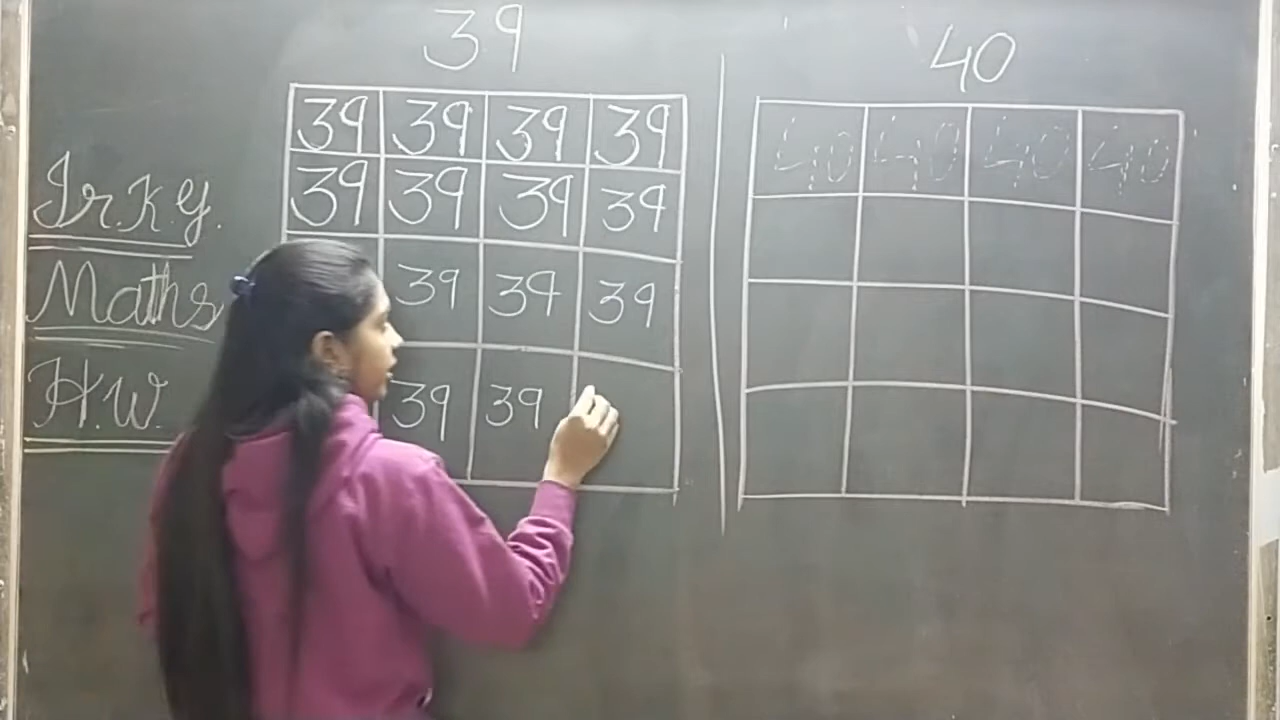 39
39 39 39 39
39 39 39 39
39 39 39
39 39
Jr.K.G.
Maths
H.W.
40
40 40 40 40